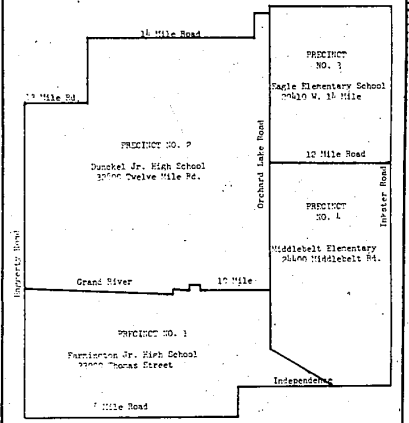 14 Mile Road
PRECINCT
NO. 3
Eagle Elementary School
29410 W. 14 Mile
13 Mile Rd.
Orchard Lake Road
PRECINCT NO. 2
Dunckel Jr. High School
Twelve Mile Rd.
12 Mile Road
Inkster Road
PRECINCT
NO. 4
Middlebelt Elementary
Middlebelt Rd.
Haggerty Road
Grand River
10 Mile
PRECINCT NO. 1
Farmington Jr. High School
Thomas Street
Independence
Mile Road